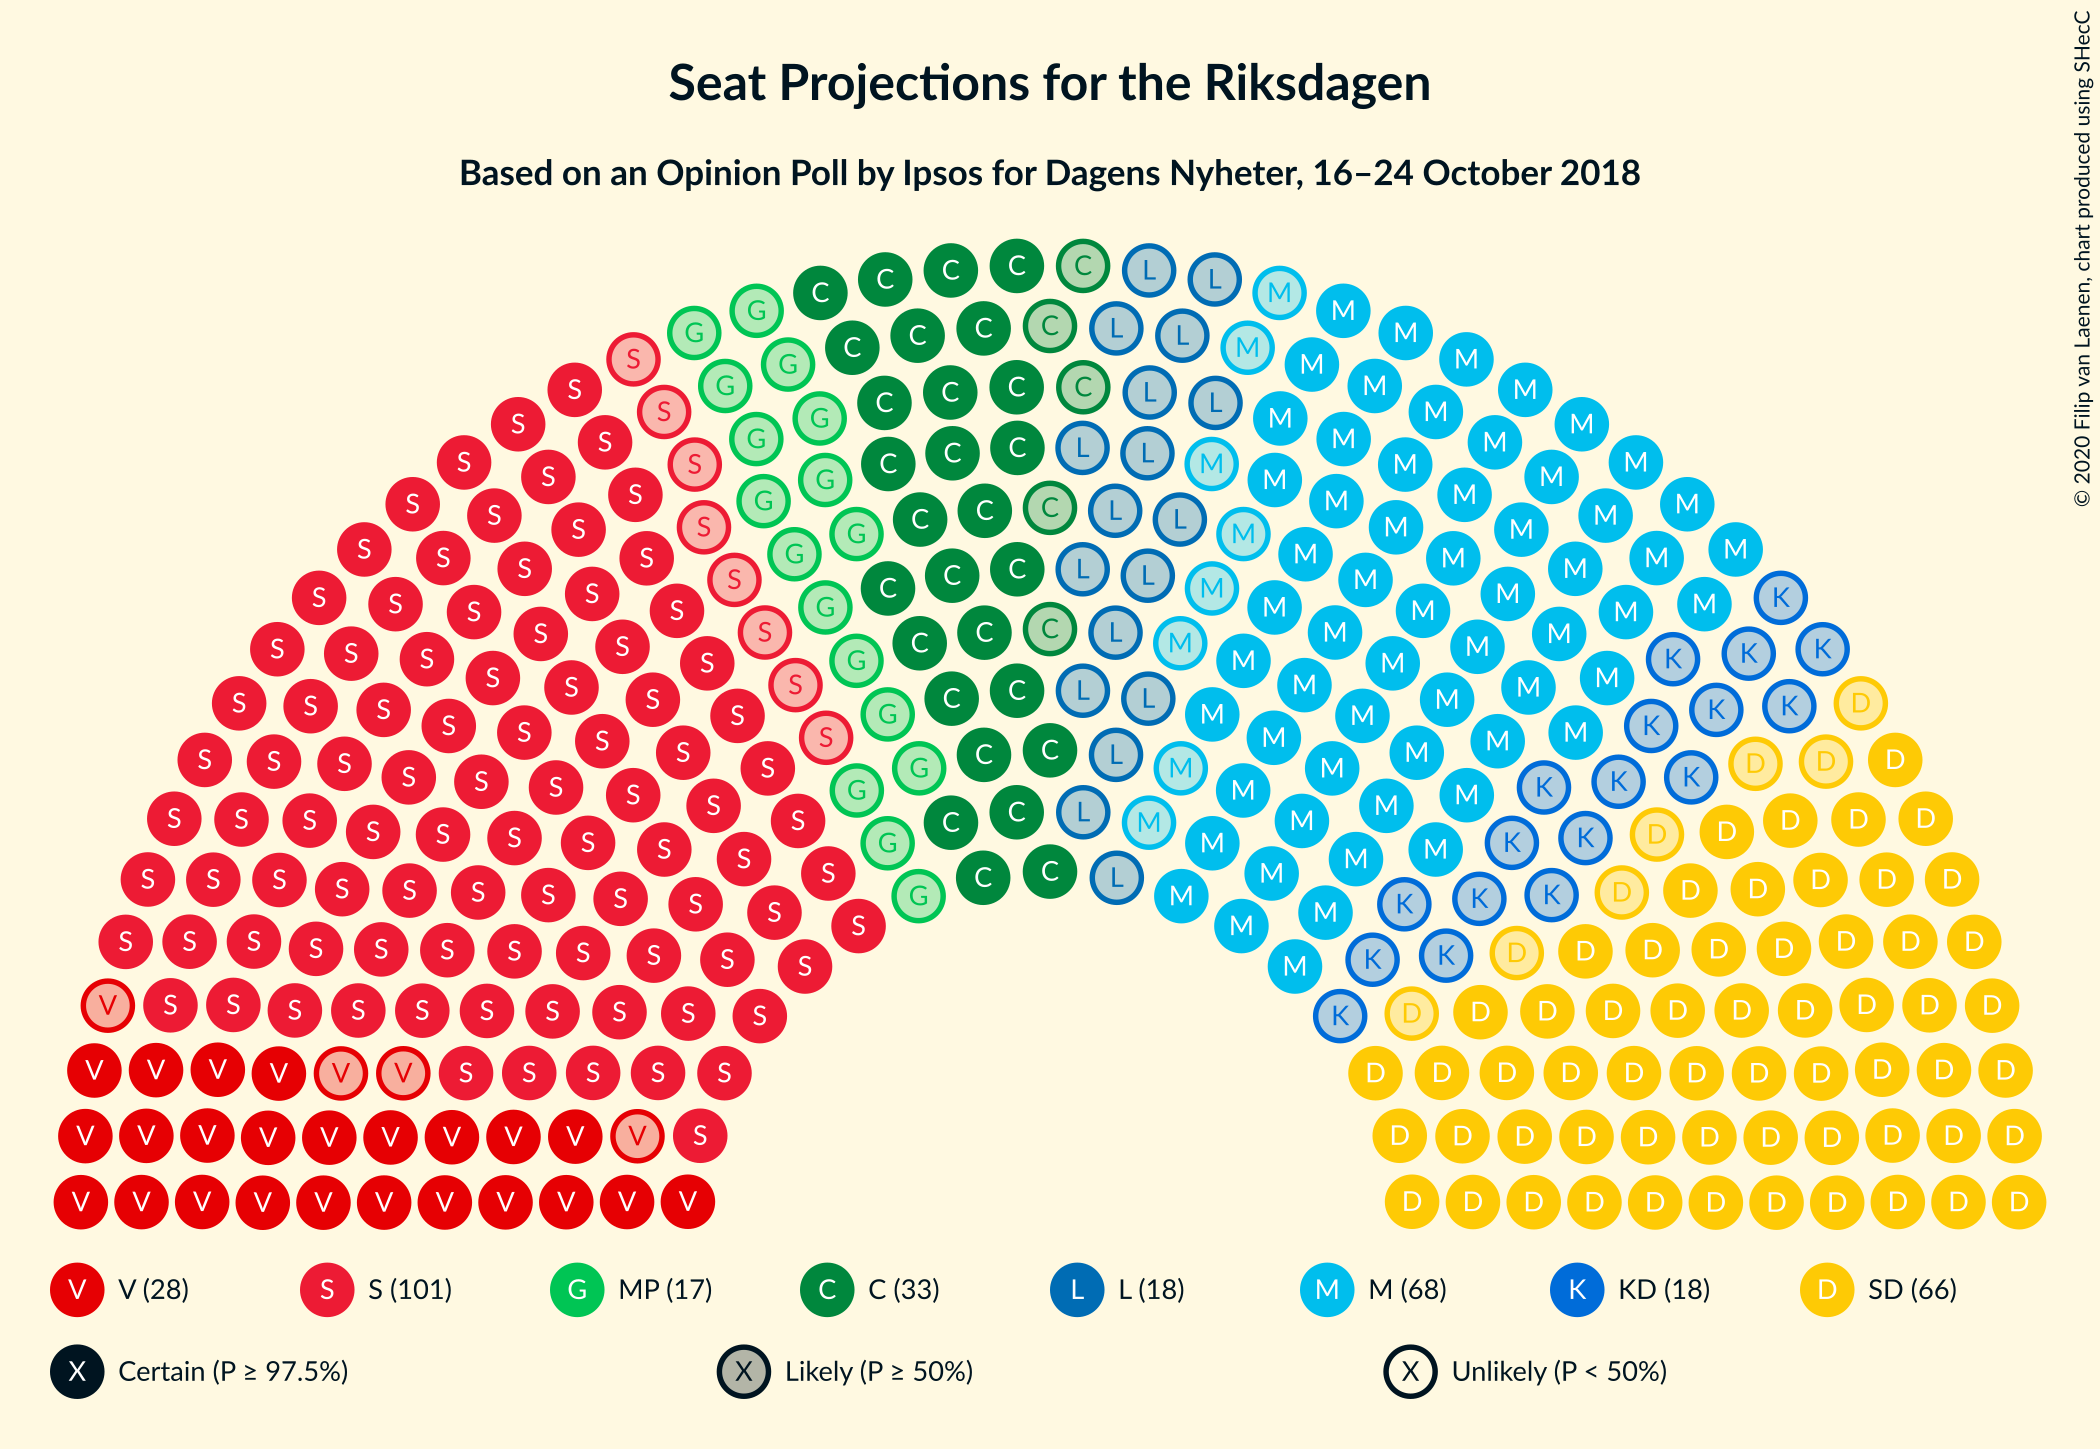 Seat Projections for the Riksdagen
Based on an Opinion Poll by Ipsos for Dagens Nyheter, 16–24 October 2018
© 2020 Filip van Laenen, chart produced using SHecC
V V (28) S S (101) G MP (17) C C (33) L L (18) M M (68) K KD (18) D SD (66)
X Certain (P ≥ 97.5%) X Likely (P ≥ 50%) X Unlikely (P < 50%)